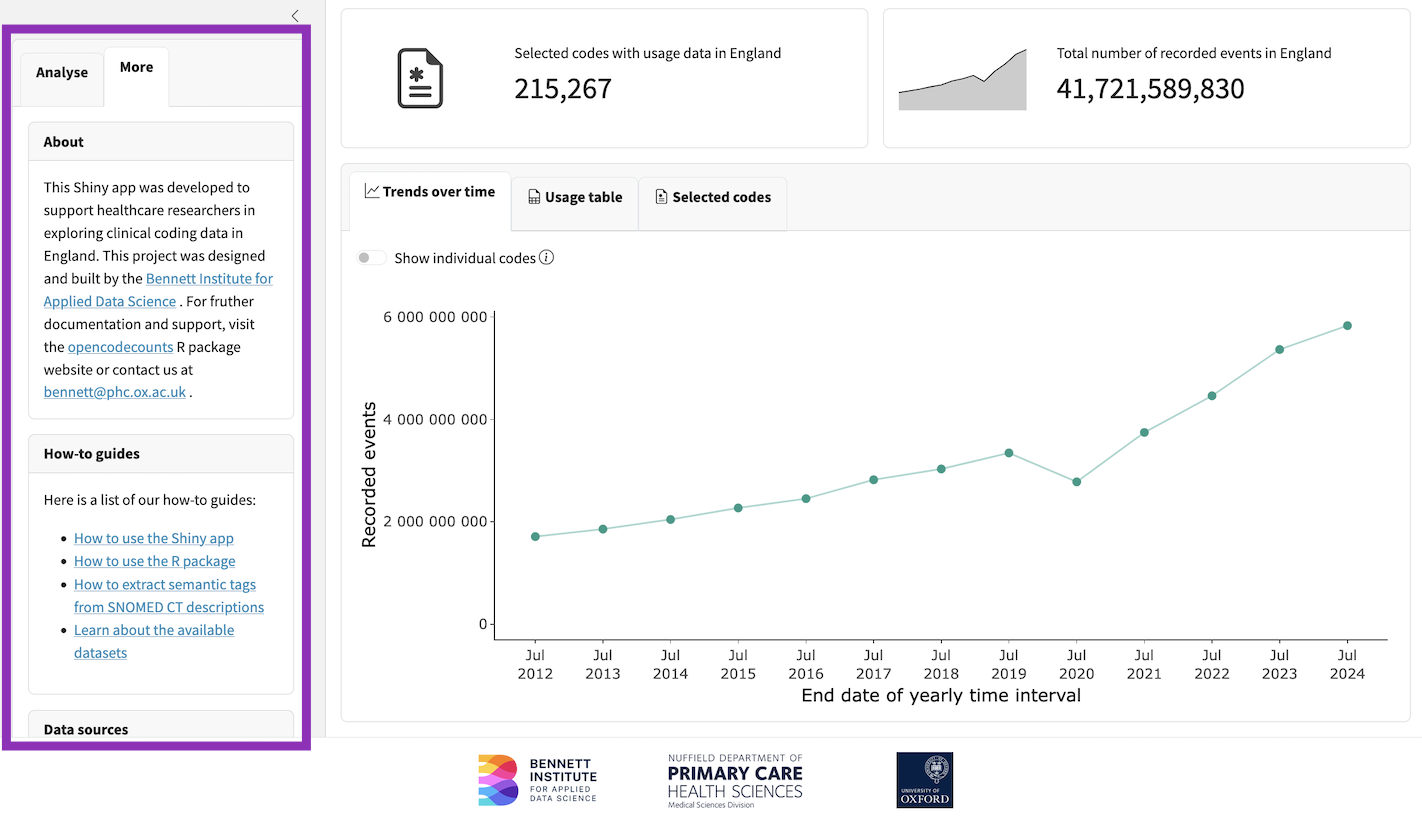 Analyse
More
About
This Shiny app was developed to
support healthcare researchers in
exploring clinical coding data in
England. This project was designed
and built by the Bennett Institute for
Applied Data Science . For fruther
documentation and support, visit
the opencodecounts R package
website or contact us at
bennett@phc.ox.ac.uk .
How-to guides
Here is a list of our how-to guides:
How to use the Shiny app
How to use the R package
How to extract semantic tags
from SNOMED CT descriptions
Learn about the available
datasets
Data sources
Selected codes with usage data in England
215,267
Total number of recorded events in England
41,721,589,830
Trends over time
Usage table
Selected codes
Show individual codes
Recorded events
6 000 000 000
4 000 000 000
2 000 000 000
0
Jul 2012
Jul 2013
Jul 2014
Jul 2015
Jul 2016
Jul 2017
Jul 2018
Jul 2019
Jul 2020
Jul 2021
Jul 2022
Jul 2023
Jul 2024
End date of yearly time interval
BENNETT
INSTITUTE
FOR APPLIED
DATA SCIENCE
NUFFIELD DEPARTMENT OF
PRIMARY CARE
HEALTH SCIENCES
Medical Sciences Division
UNIVERSITY OF
OXFORD